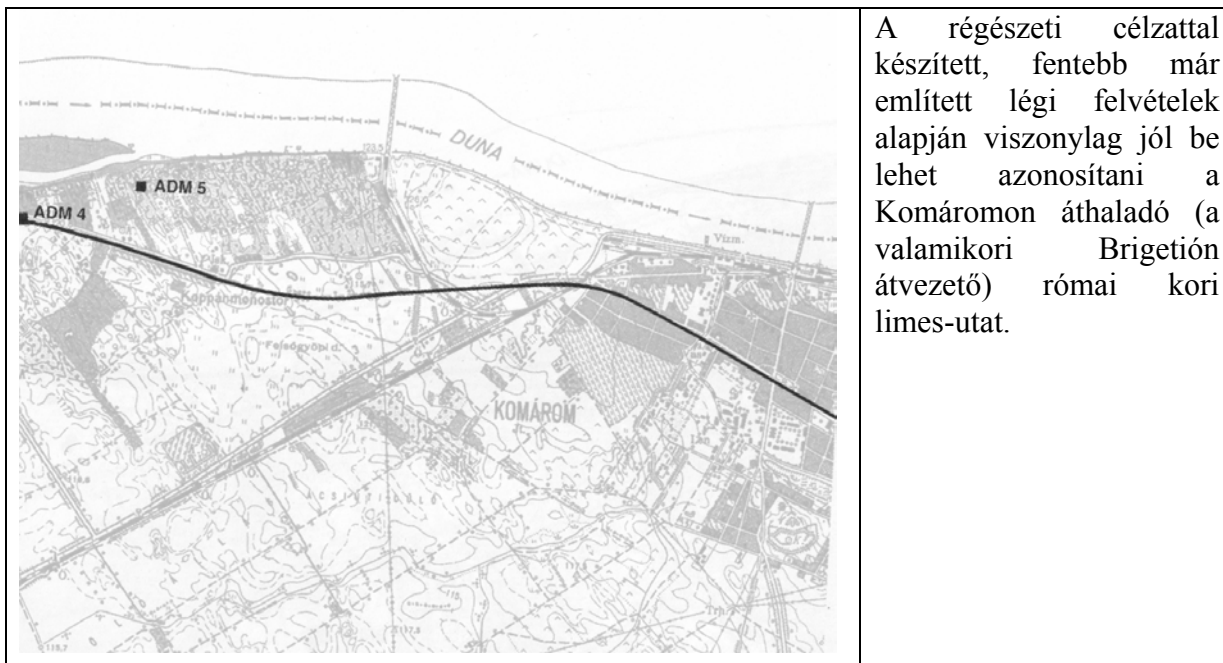 A régészeti célzattal
készített, fentebb már
említett légi felvételek
alapján viszonylag jól be
lehet azonosítani a
Komáromon áthaladó (a
valamikori Brigetión
átvezető) római kori
limes-utat.
DUNA
ADM 5
ADM 4
Vízm.
KOMÁROM